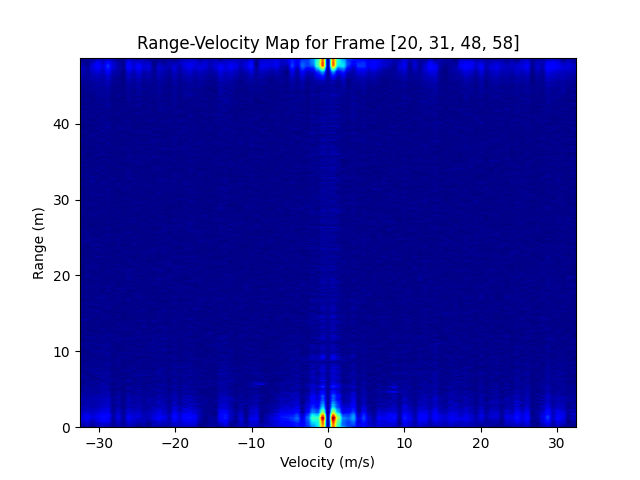 Range-Velocity Map for Frame [20, 31, 48, 58]
40
30
20
10
0
Range (m)
−30 −20 −10 0 10 20 30
Velocity (m/s)